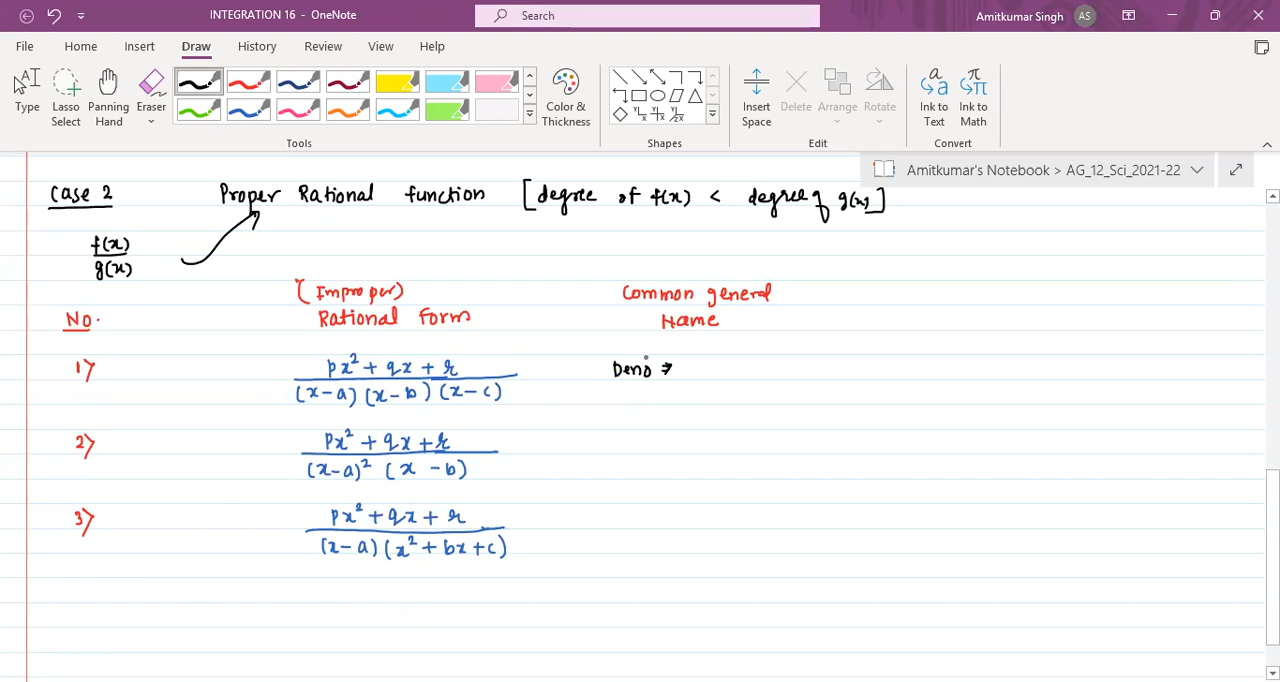 INTEGRATION 16 - OneNote
Search
Amitkumar Singh AS
File Home Insert Draw History Review View Help
Type Lasso Select Panning Hand Eraser Color & Thickness Insert Space Delete Arrange Rotate Ink to Text Ink to Math
Tools Shapes Edit Convert
Amitkumar's Notebook > AG_12_Sci_2021-22
Case 2 Proper Rational function [degree of f(x) < degree of g(x)]
f(x)
g(x)
(Improper) Common general
No. Rational Form Name
1> px² + qx + r Deno ⇒
(x-a) (x-b) (x-c)
2> px² + qx + r
(x-a)² (x -b)
3> px² + qx + r
(x-a) (x² + bx + c)